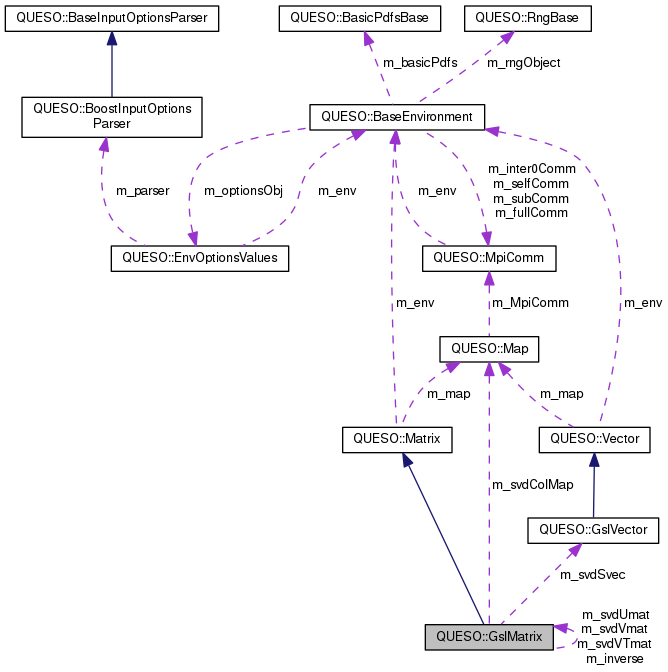 QUESO::BaseInputOptionsParser
QUESO::BasicPdfsBase
QUESO::RngBase
m_basicPdfs
m_rngObject
QUESO::BoostInputOptions
Parser
QUESO::BaseEnvironment
m_parser
m_optionsObj
m_env
m_env
m_inter0Comm
m_selfComm
m_subComm
m_fullComm
QUESO::EnvOptionsValues
QUESO::MpiComm
m_env
m_MpiComm
m_env
QUESO::Map
m_map
m_map
QUESO::Matrix
QUESO::Vector
m_svdColMap
QUESO::GslVector
m_svdSvec
QUESO::GslMatrix
m_svdUmat
m_svdVmat
m_svdVTmat
m_inverse